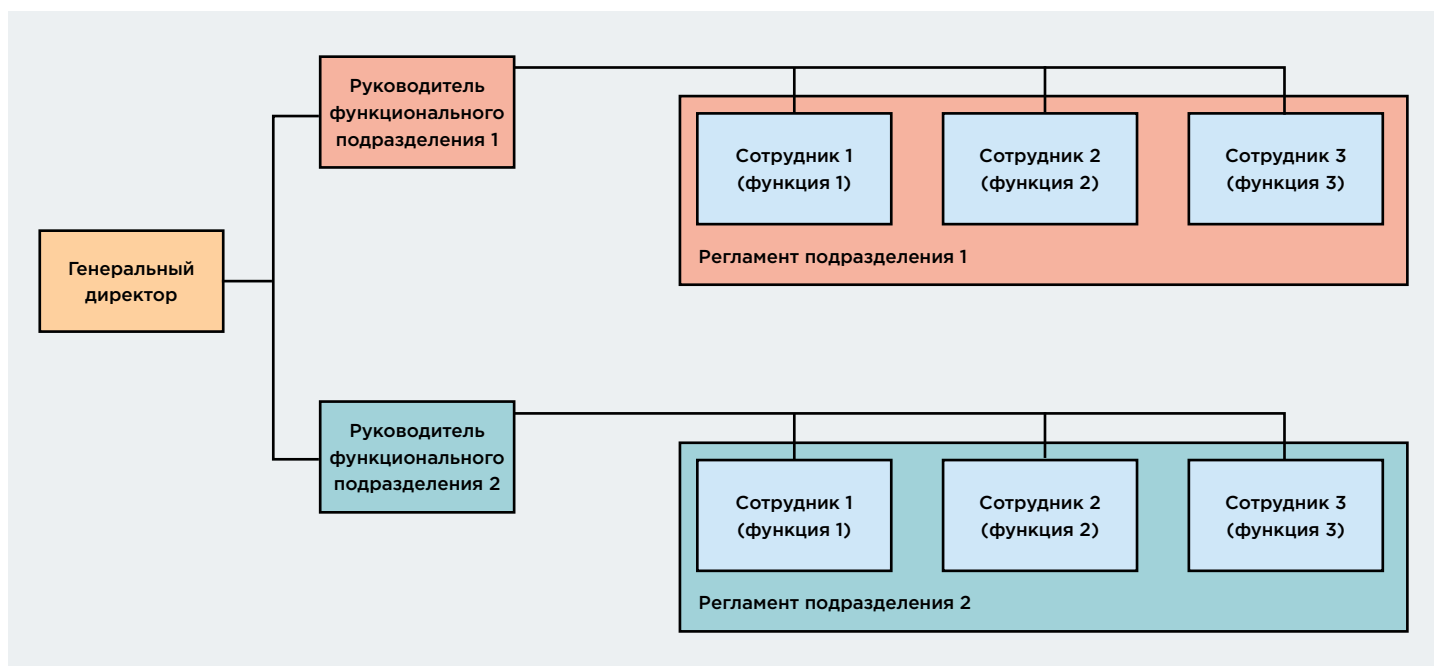 Руководитель
функционального
подразделения 1
Сотрудник 1
(функция 1)
Сотрудник 2
(функция 2)
Сотрудник 3
(функция 3)
Регламент подразделения 1
Генеральный
директор
Руководитель
функционального
подразделения 2
Сотрудник 1
(функция 1)
Сотрудник 2
(функция 2)
Сотрудник 3
(функция 3)
Регламент подразделения 2